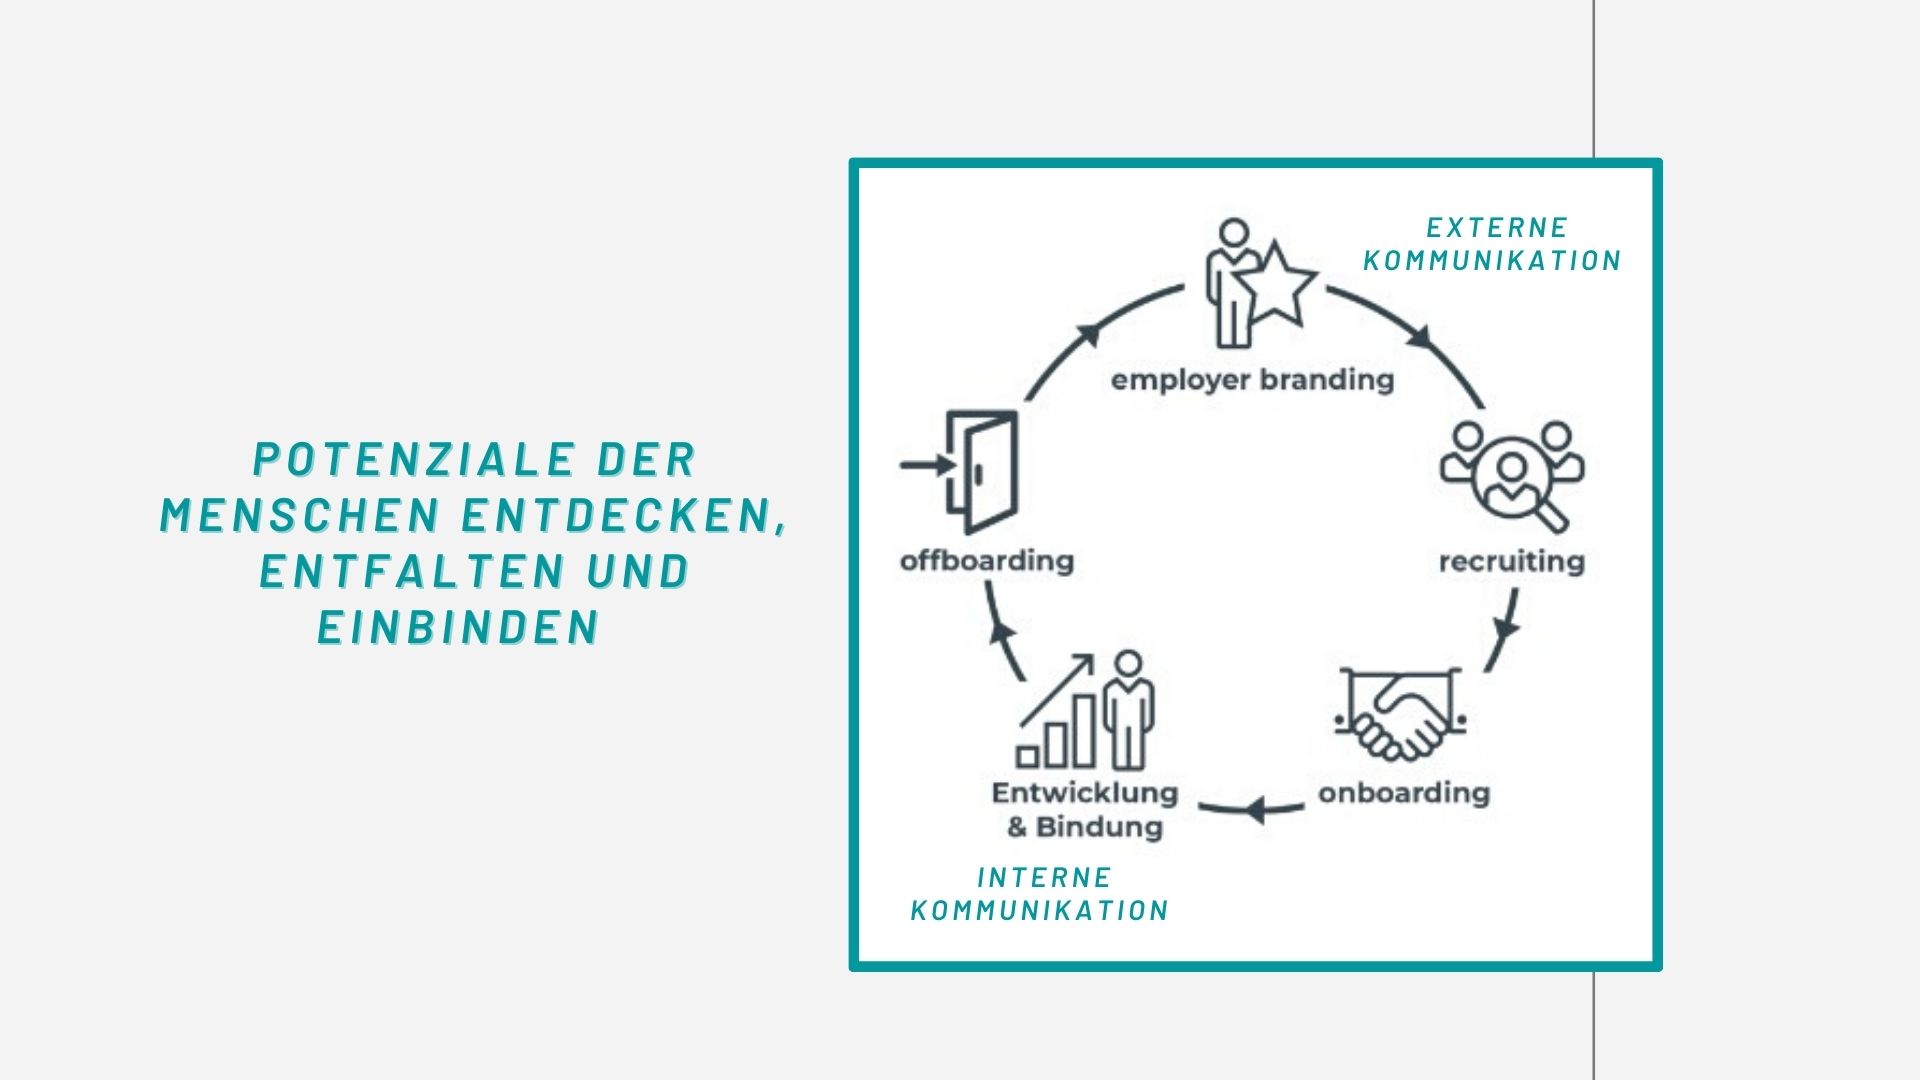 POTENZIALE DER
MENSCHEN ENTDECKEN,
ENTFALTEN UND
EINBINDEN
EXTERNE
KOMMUNIKATION
employer branding
offboarding
recruiting
Entwicklung
& Bindung
onboarding
INTERNE
KOMMUNIKATION